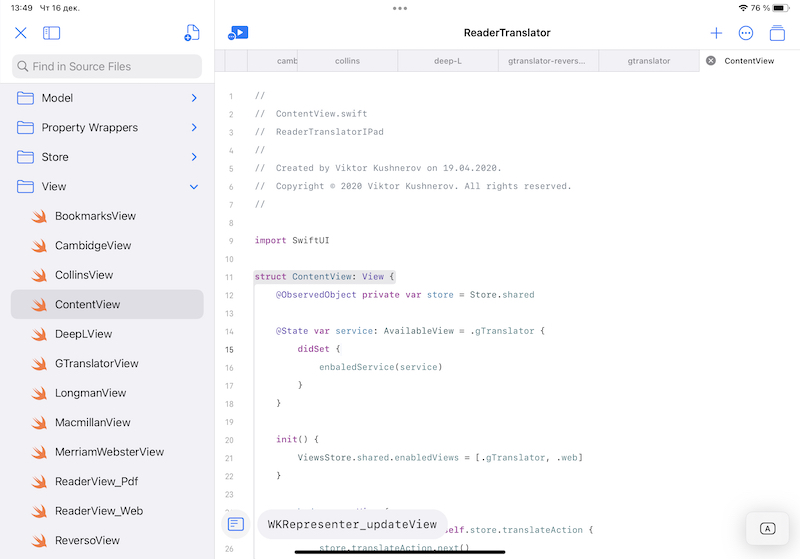 13:49 Чт 16 дек.
76 %
ReaderTranslator
Find in Source Files
camb
collins
deep-L
gtranslator-revers...
gtranslator
ContentView
Model
Property Wrappers
Store
View
BookmarksView
CambidgeView
CollinsView
ContentView
DeepLView
GTranslatorView
LongmanView
MacmillanView
MerriamWebsterView
ReaderView_Pdf
ReaderView_Web
ReversoView
1 //
2 // ContentView.swift
3 // ReaderTranslatorIPad
4 //
5 // Created by Viktor Kushnerov on 19.04.2020.
6 // Copyright © 2020 Viktor Kushnerov. All rights reserved.
7 //
8
9 import SwiftUI
10
11 struct ContentView: View {
12 @ObservedObject private var store = Store.shared
13
14 @State var service: AvailableView = .gTranslator {
15 didSet {
16 enbaledService(service)
17 }
18 }
19
20 init() {
21 ViewsStore.shared.enabledViews = [.gTranslator, .web]
22 }
23
WKRepresenter_updateView
elf.store.translateAction {
26 store.translateAction.next()
A